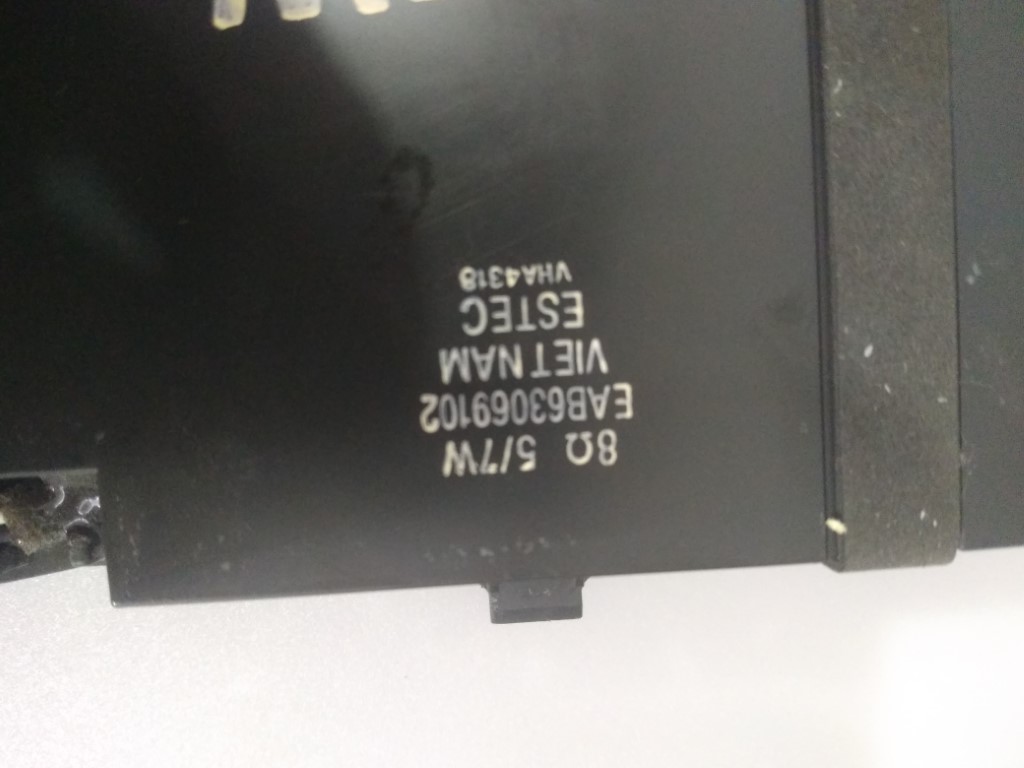 8Ω 5/7W
EAB63069102
VIET NAM
ESTEC
VHA4318